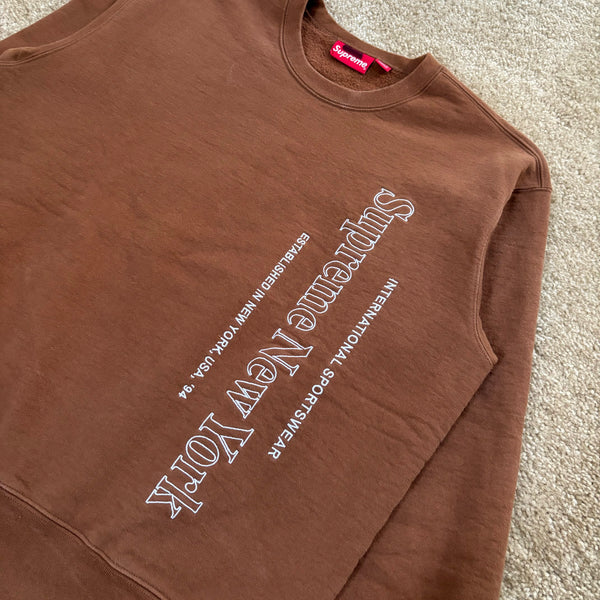 Supreme
INTERNATIONAL SPORTSWEAR
Supreme New York
ESTABLISHED IN NEW YORK, USA, '94